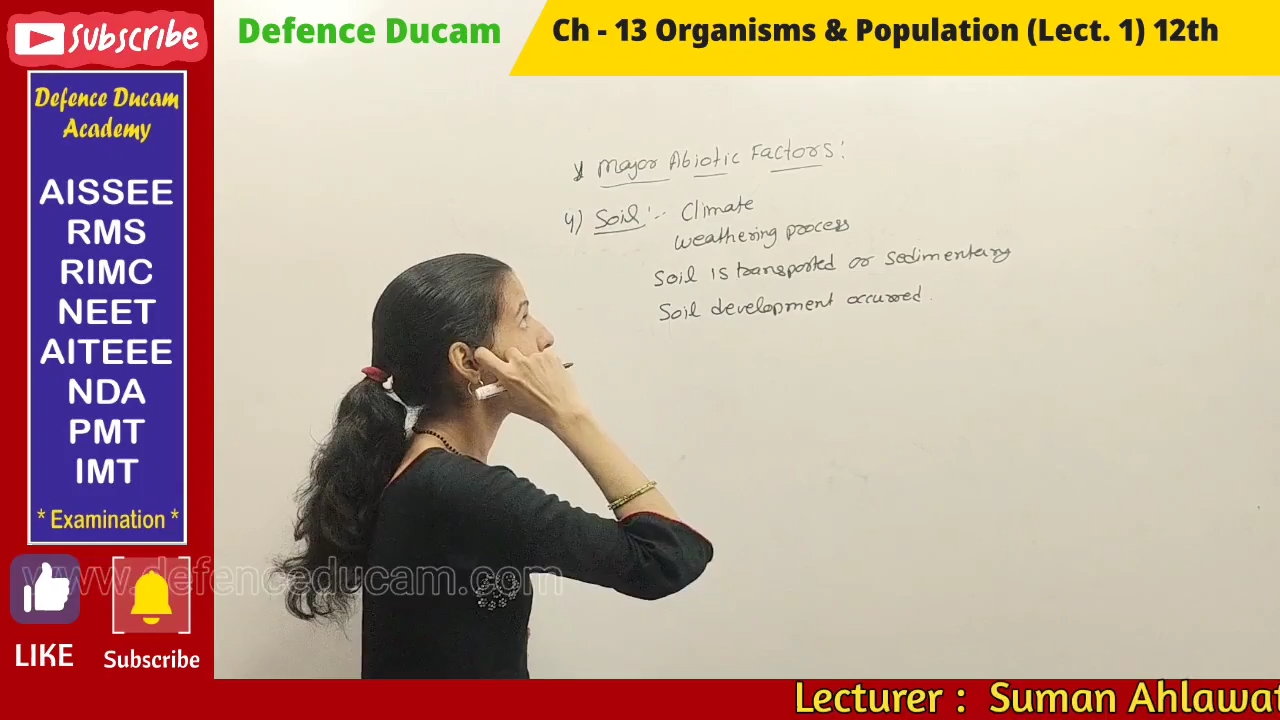 SUBSCRIBE
Defence Ducam
Ch - 13 Organisms & Population (Lect. 1) 12th
Defence Ducam
Academy
AISSEE
RMS
RIMC
NEET
AITEEE
NDA
PMT
IMT
* Examination *
LIKE
Subscribe
Major Abiotic Factors:
4) Soil :- Climate
weathering process
Soil is transported or sedimentary
Soil development occurred.
www.defenceducam.com
Lecturer : Suman Ahlawat